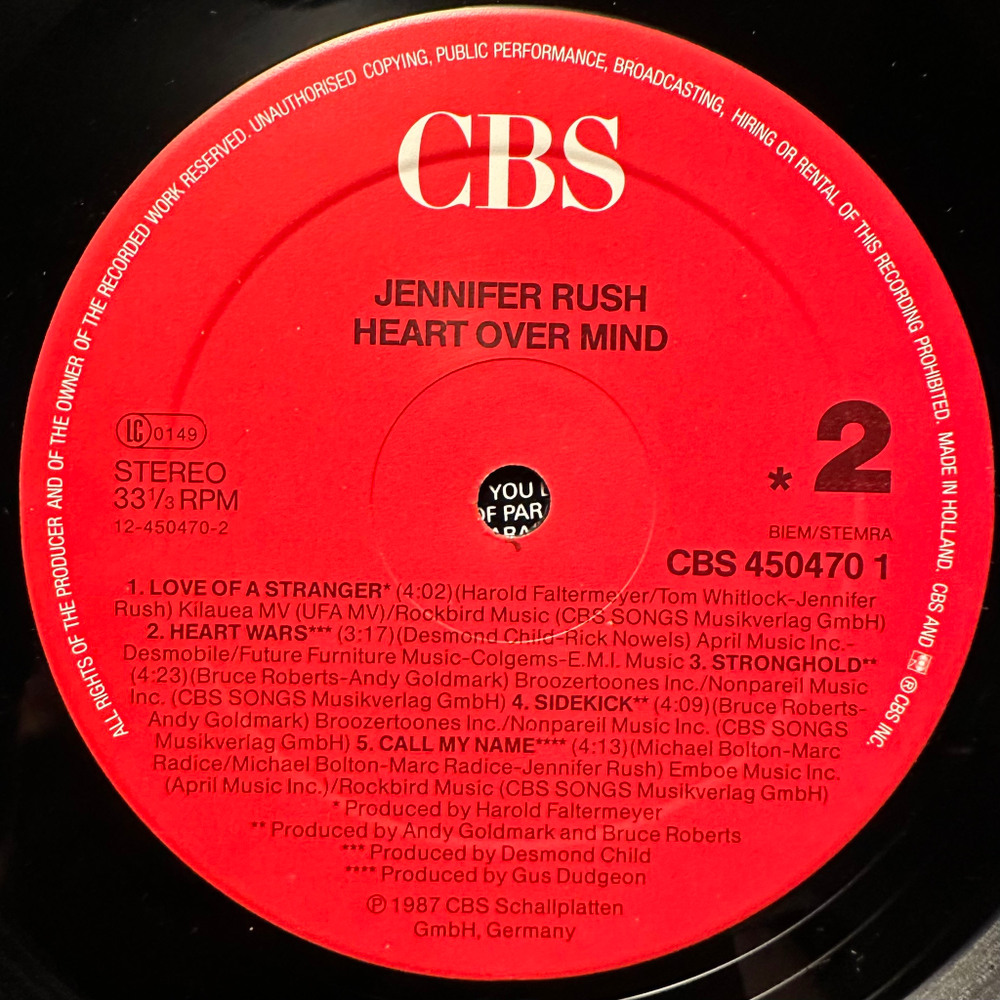 ALL RIGHTS OF THE PRODUCER AND OF THE OWNER OF THE RECORDED WORK RESERVED. UNAUTHORISED COPYING, PUBLIC PERFORMANCE, BROADCASTING, HIRING OR RENTAL OF THIS RECORDING PROHIBITED. MADE IN HOLLAND. CBS AND ℗ CBS INC.
CBS
JENNIFER RUSH
HEART OVER MIND
LC 0149
STEREO
33 1/3 RPM
12-450470-2
* 2
BIEM/STEMRA
CBS 450470 1
YOU
OF PAR
1. LOVE OF A STRANGER* (4:02)(Harold Faltermeyer/Tom Whitlock-Jennifer
Rush) Kilauea MV (UFA MV)/Rockbird Music (CBS SONGS Musikverlag GmbH)
2. HEART WARS*** (3:17)(Desmond Child-Rick Nowels) April Music Inc.-
Desmobile/Future Furniture Music-Colgems-E.M.I. Music 3. STRONGHOLD**
(4:23)(Bruce Roberts-Andy Goldmark) Broozertoones Inc./Nonpareil Music
Inc. (CBS SONGS Musikverlag GmbH) 4. SIDEKICK** (4:09)(Bruce Roberts-
Andy Goldmark) Broozertoones Inc./Nonpareil Music Inc. (CBS SONGS
Musikverlag GmbH) 5. CALL MY NAME**** (4:13)(Michael Bolton-Marc
Radice/Michael Bolton-Marc Radice-Jennifer Rush) Emboe Music Inc.
(April Music Inc.)/Rockbird Music (CBS SONGS Musikverlag GmbH)
* Produced by Harold Faltermeyer
** Produced by Andy Goldmark and Bruce Roberts
*** Produced by Desmond Child
**** Produced by Gus Dudgeon
℗ 1987 CBS Schallplatten
GmbH, Germany